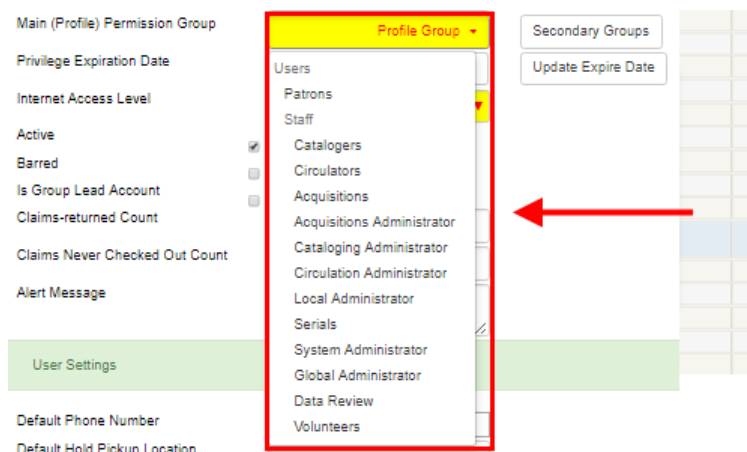 Main (Profile) Permission Group
Profile Group
Secondary Groups
Privilege Expiration Date
Update Expire Date
Internet Access Level
Active
Barred
Is Group Lead Account
Claims-returned Count
Claims Never Checked Out Count
Alert Message
Users
Patrons
Staff
Catalogers
Circulators
Acquisitions
Acquisitions Administrator
Cataloging Administrator
Circulation Administrator
Local Administrator
Serials
System Administrator
Global Administrator
Data Review
Volunteers
User Settings
Default Phone Number
Default Hold Pickup Location